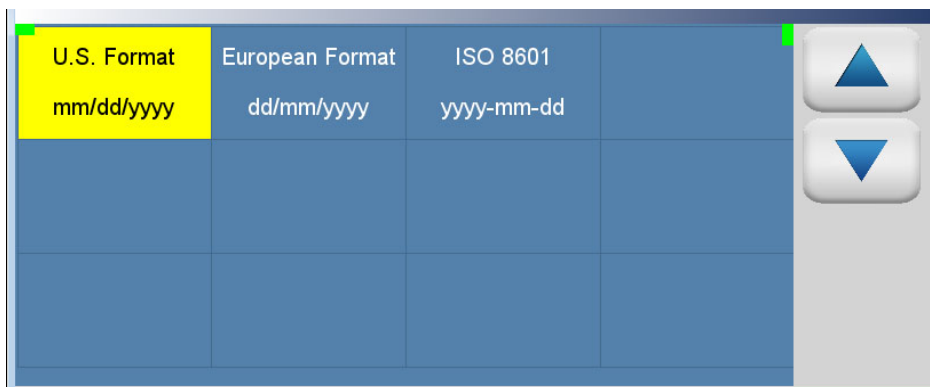 U.S. Format
mm/dd/yyyy
European Format
dd/mm/yyyy
ISO 8601
yyyy-mm-dd